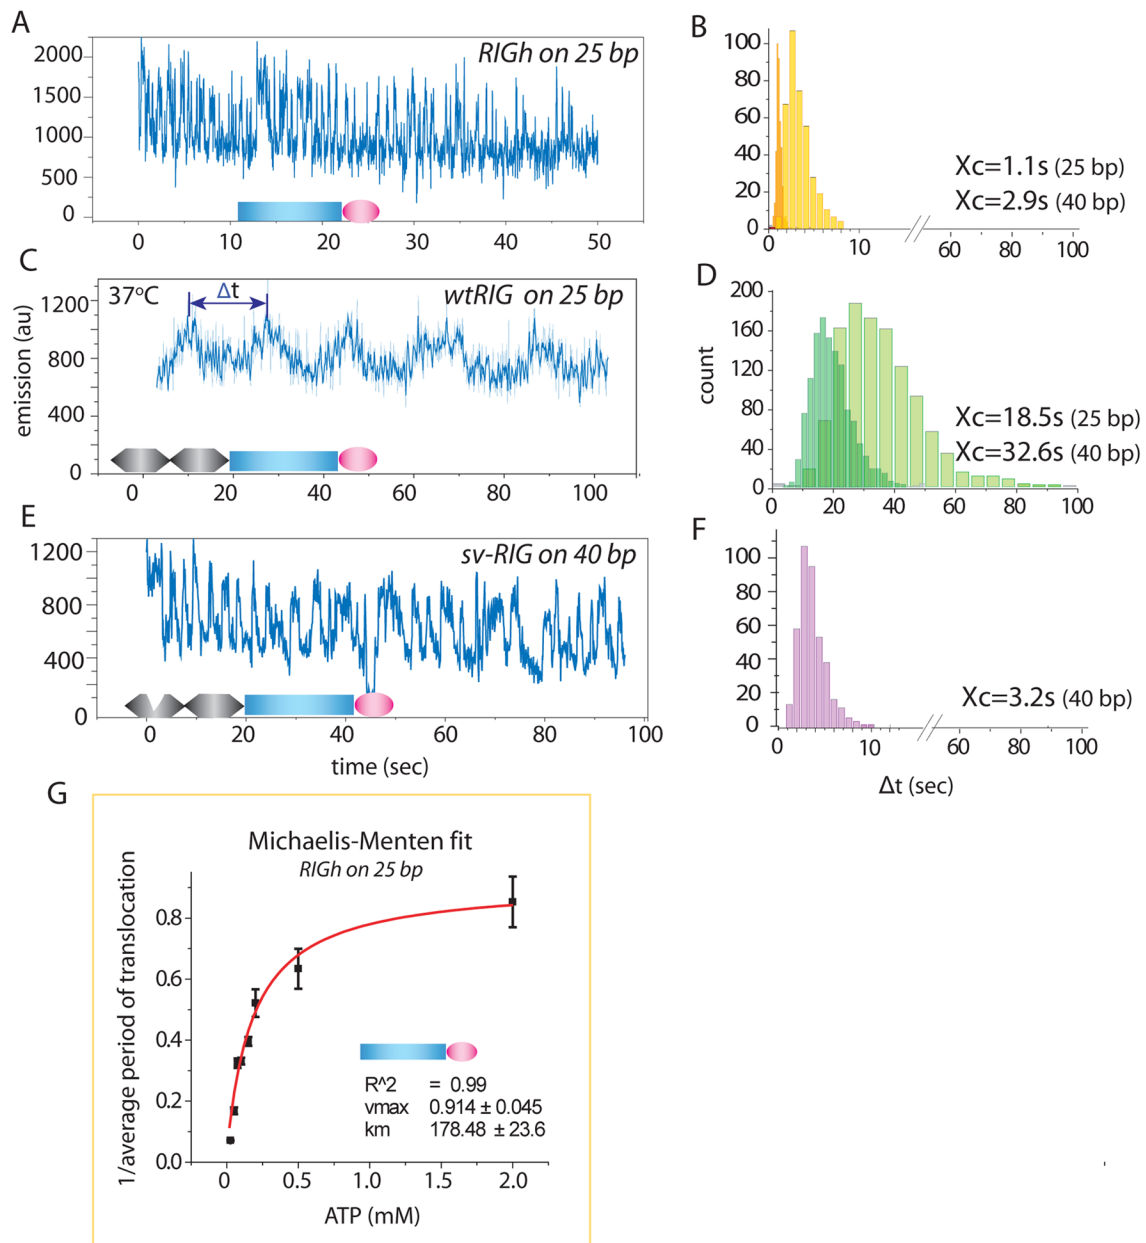 A
RIGh on 25 bp
2250
2000
1500
1000
500
0
0 10 20 30 40 50
B
100
80
60
40
20
0
Xc=1.1s (25 bp)
Xc=2.9s (40 bp)
0 10 60 80 100
C
37°C
Δt
wtRIG on 25 bp
emission (au)
1200
800
400
0
0 20 40 60 80 100
D
count
200
160
120
80
40
0
Xc=18.5s (25 bp)
Xc=32.6s (40 bp)
0 20 40 60 80 100
E
sv-RIG on 40 bp
1200
800
400
0
0 20 40 60 80 100
time (sec)
F
100
80
60
40
20
0
Xc=3.2s (40 bp)
0 10 60 80 100
Δt (sec)
G
Michaelis-Menten fit
RIGh on 25 bp
1/average period of translocation
0.8
0.6
0.4
0.2
0.0
R^2 = 0.99
vmax 0.914 ± 0.045
km 178.48 ± 23.6
0 0.5 1.0 1.5 2.0
ATP (mM)